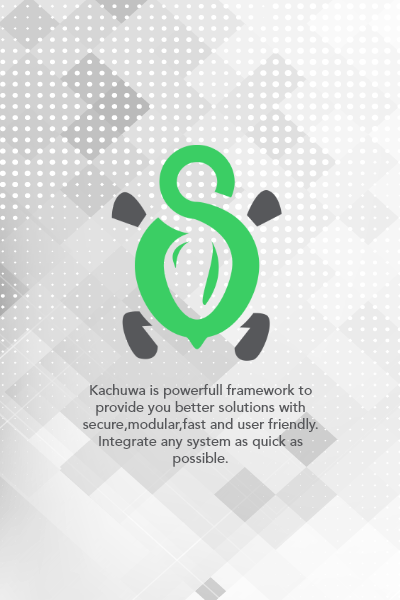 Kachuwa is powerfull framework to
provide you better solutions with
secure,modular,fast and user friendly.
Integrate any system as quick as
possible.